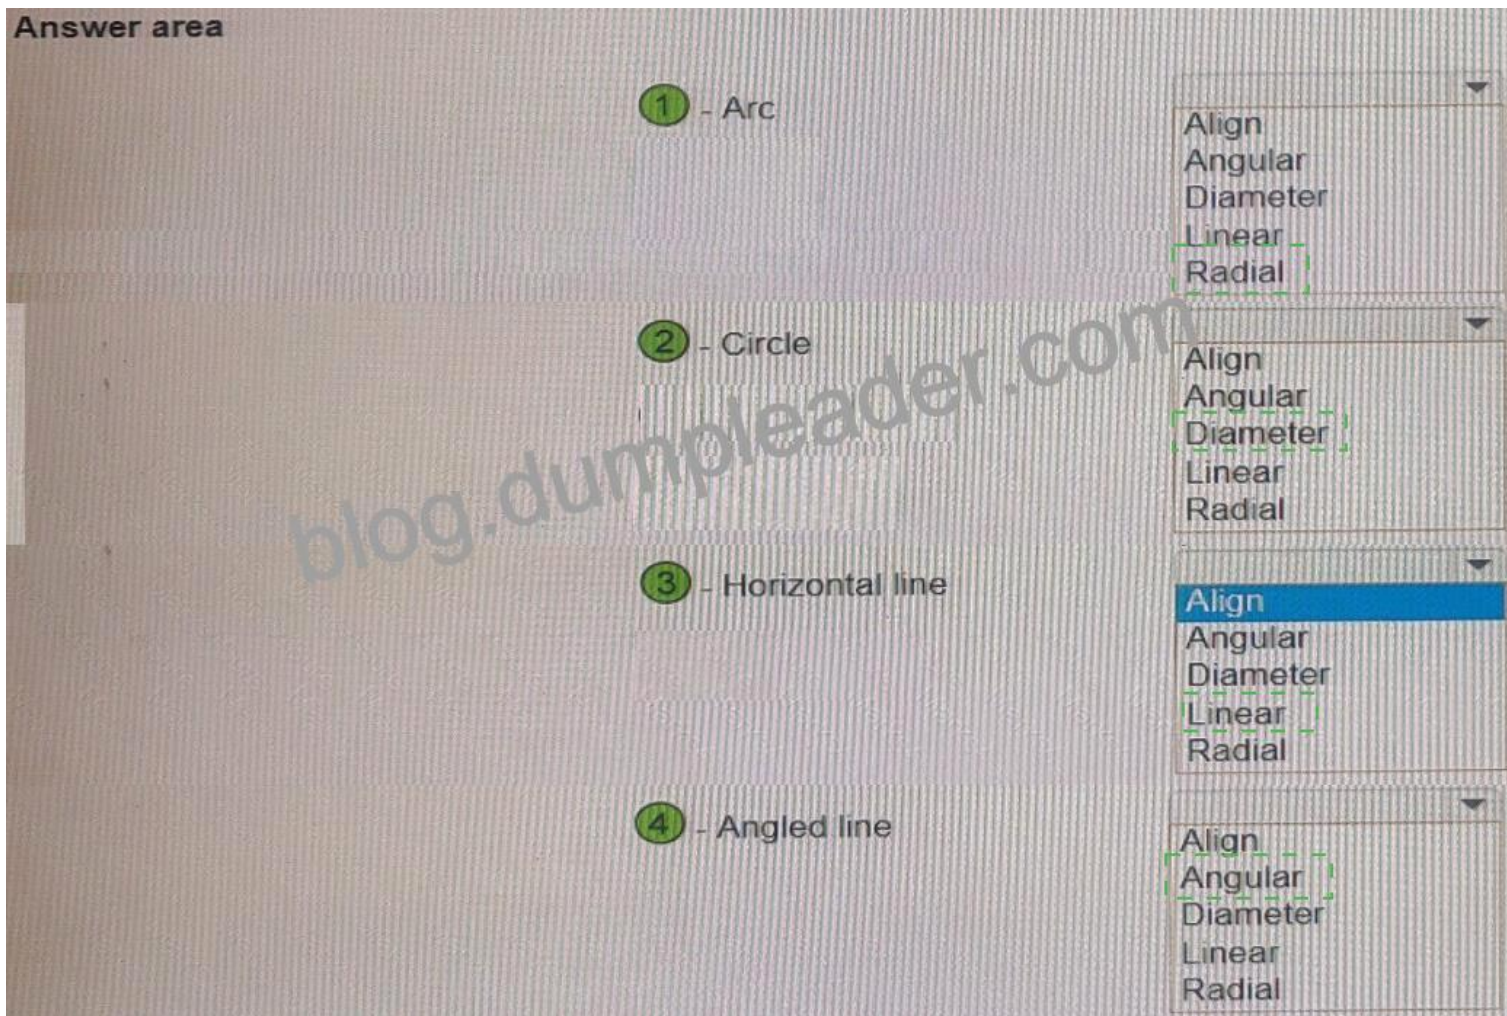 Answer area
1 - Arc
Align
Angular
Diameter
Linear
Radial
2 - Circle
Align
Angular
Diameter
Linear
Radial
3 - Horizontal line
Align
Angular
Diameter
Linear
Radial
4 - Angled line
Align
Angular
Diameter
Linear
Radial
blog.dumpleader.com